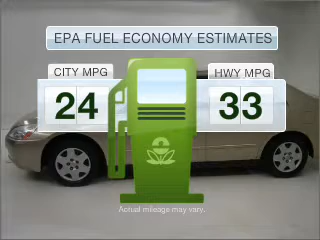 EPA FUEL ECONOMY ESTIMATES
CITY MPG
HWY MPG
24
33
Actual mileage may vary.